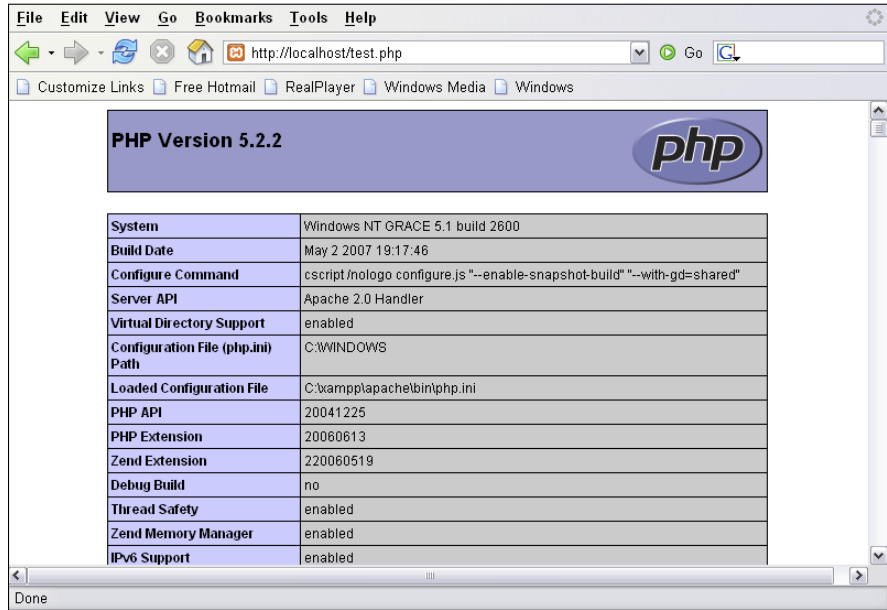 File Edit View Go Bookmarks Tools Help
http://localhost/test.php Go G
Customize Links Free Hotmail RealPlayer Windows Media Windows
PHP Version 5.2.2 php
System Windows NT GRACE 5.1 build 2600
Build Date May 2 2007 19:17:46
Configure Command cscript /nologo configure.js "--enable-snapshot-build" "--with-gd=shared"
Server API Apache 2.0 Handler
Virtual Directory Support enabled
Configuration File (php.ini) C:\WINDOWS
Path
Loaded Configuration File C:\xampp\apache\bin\php.ini
PHP API 20041225
PHP Extension 20060613
Zend Extension 220060519
Debug Build no
Thread Safety enabled
Zend Memory Manager enabled
IPv6 Support enabled
Done